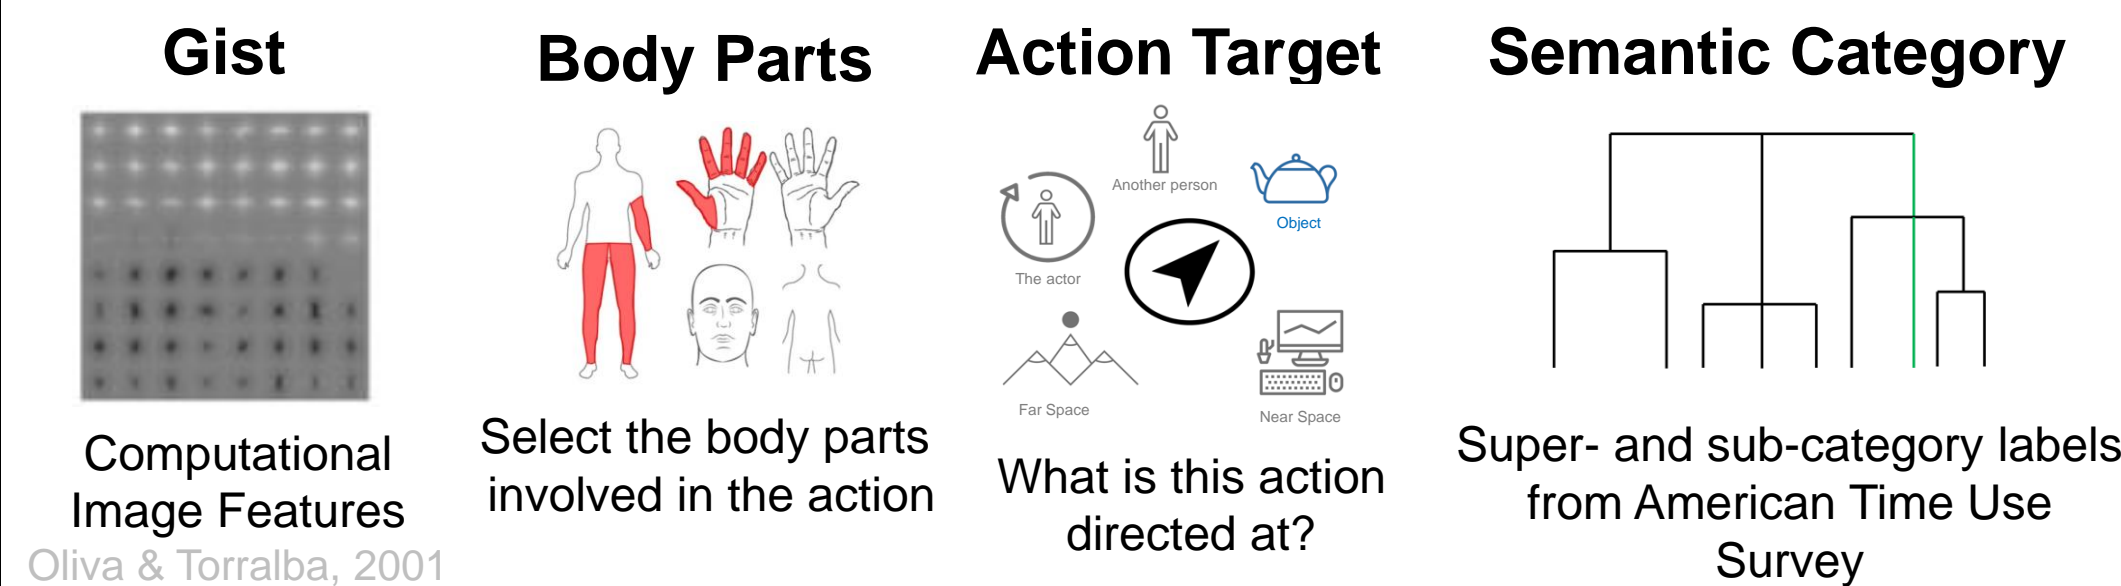 Gist
Computational
Image Features
Oliva & Torralba, 2001
Body Parts
Select the body parts
involved in the action
Action Target
Another person
Object
The actor
Far Space
Near Space
What is this action
directed at?
Semantic Category
Super- and sub-category labels
from American Time Use
Survey